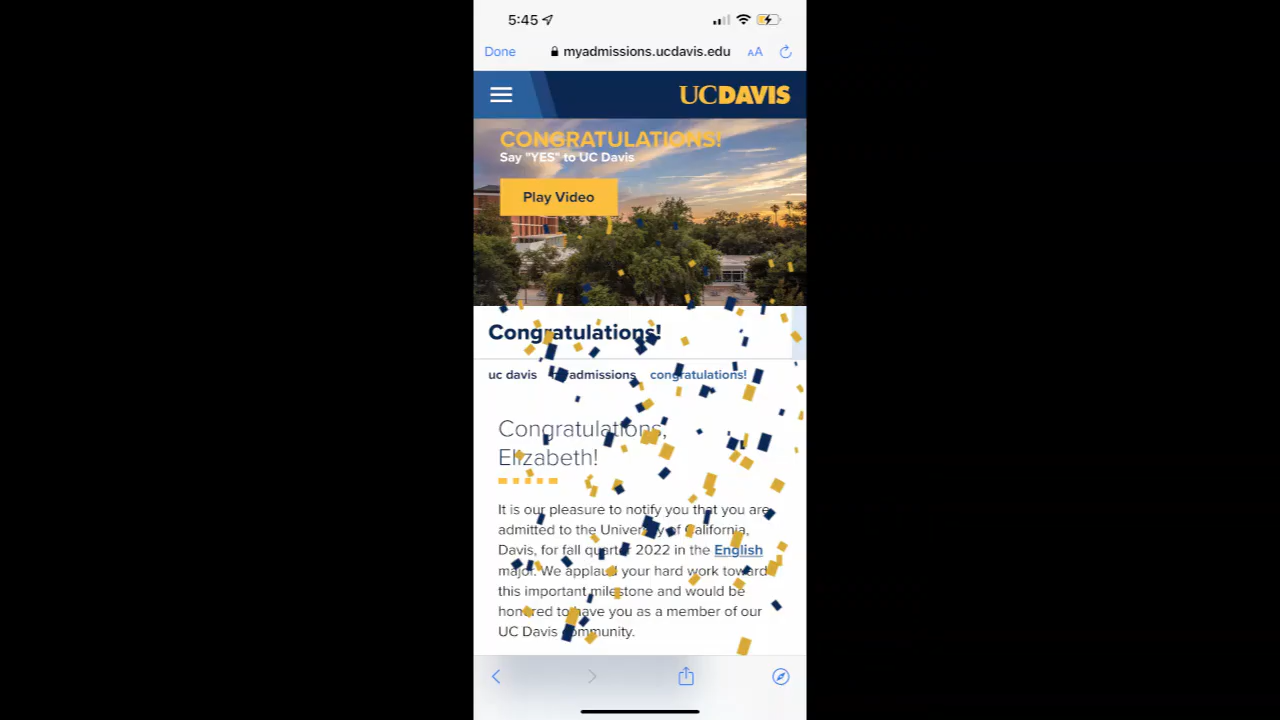 5:45
Done
myadmissions.ucdavis.edu
AA
UCDAVIS
CONGRATULATIONS!
Say "YES" to UC Davis
Play Video
Congratulations!
uc davis my admissions congratulations!
Congratulations,
Elizabeth!
It is our pleasure to notify you that you are
admitted to the University of California,
Davis, for fall quarter 2022 in the English
major. We applaud your hard work toward
this important milestone and would be
honored to have you as a member of our
UC Davis community.